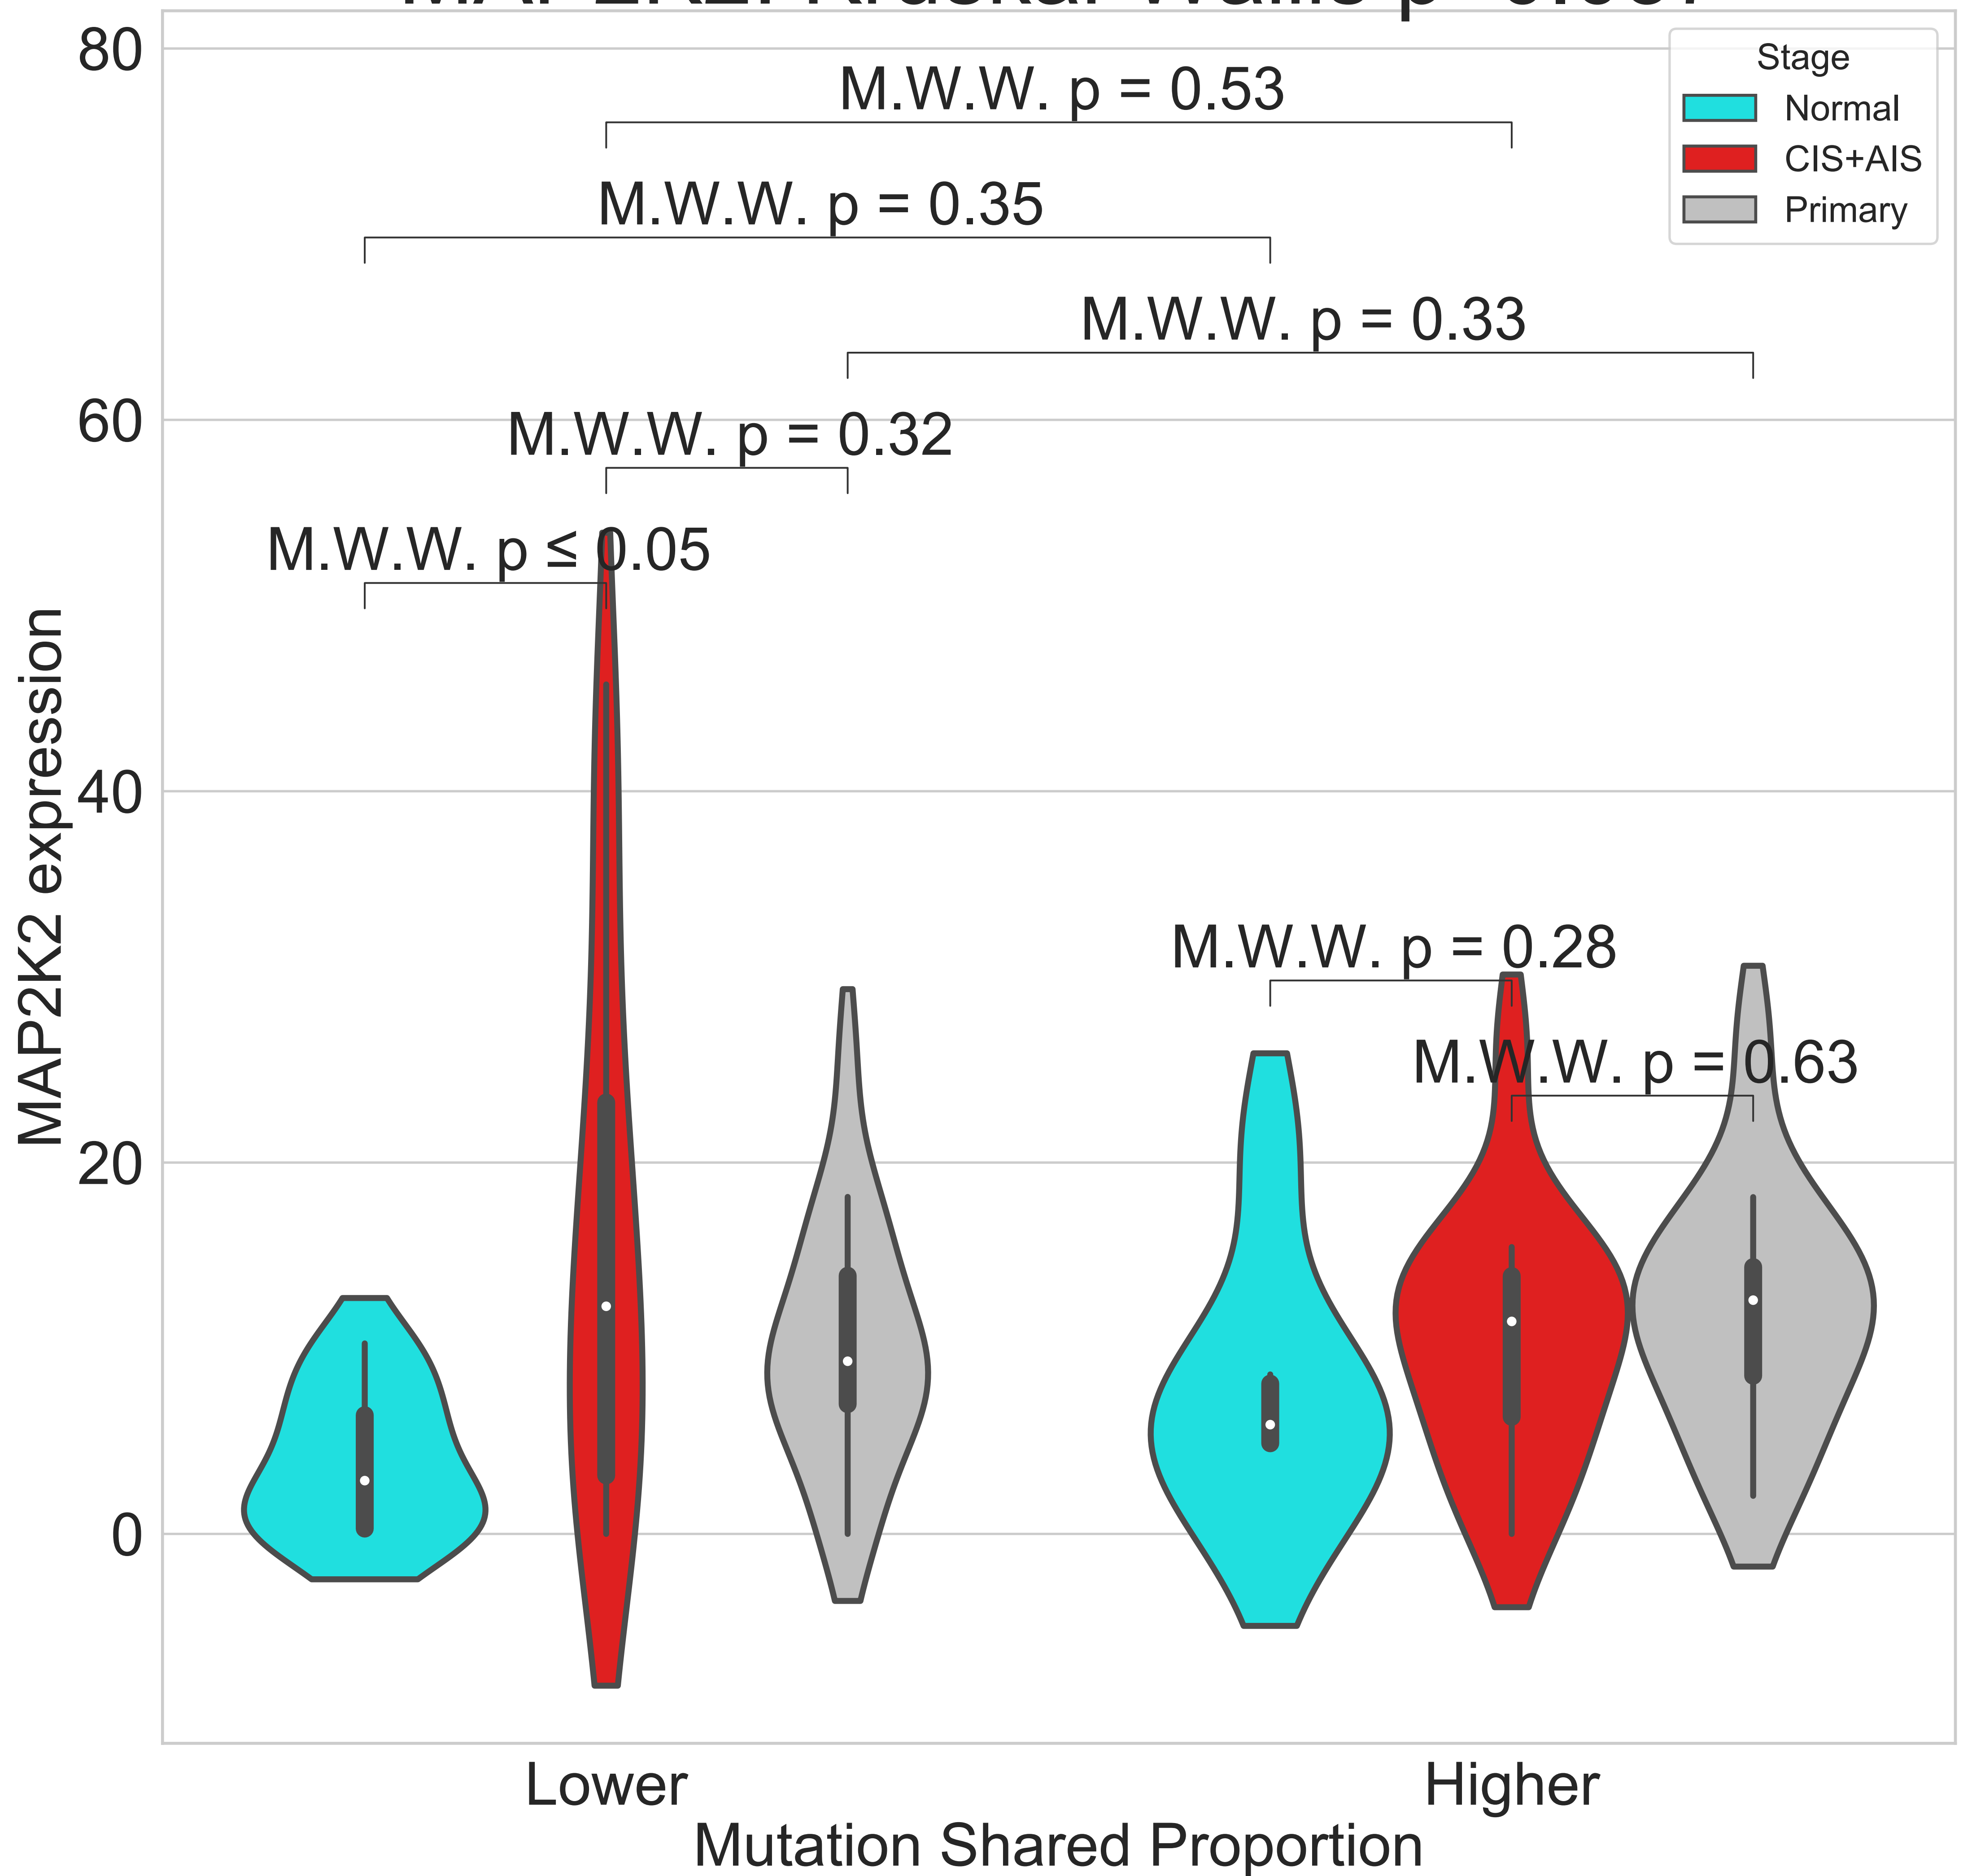 80
M.W.W. p = 0.53
Stage
Normal
CIS+AIS
Primary
M.W.W. p = 0.35
M.W.W. p = 0.33
60
M.W.W. p = 0.32
M.W.W. p ≤ 0.05
MAP2K2 expression
40
M.W.W. p = 0.28
M.W.W. p = 0.63
20
0
Lower
Higher
Mutation Shared Proportion